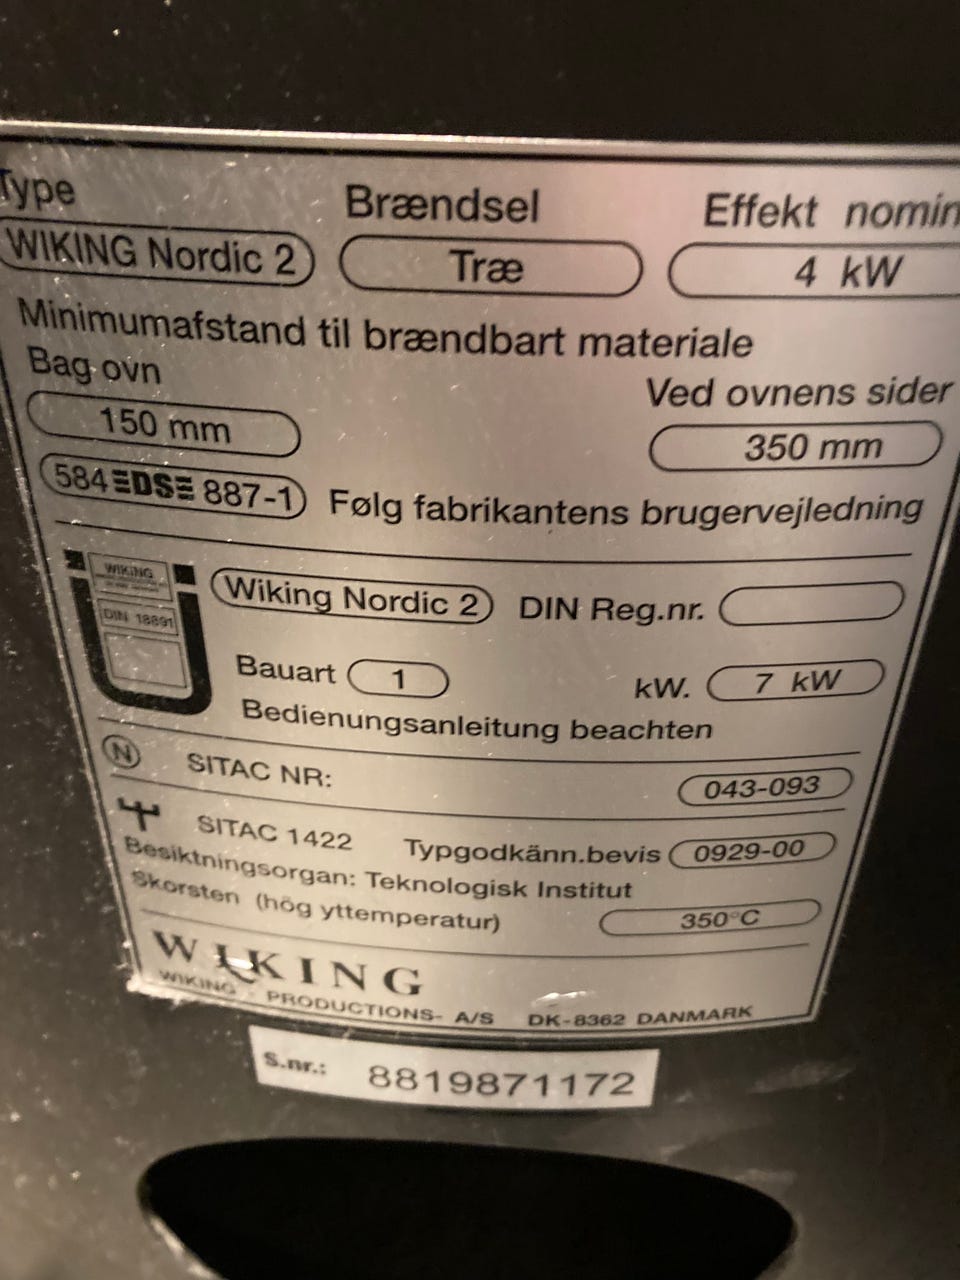 Type Brændsel Effekt nomin
WIKING Nordic 2 Træ 4 kW
Minimumafstand til brændbart materiale
Bag ovn Ved ovnens sider
150 mm 350 mm
584 DS 887-1 Følg fabrikantens brugervejledning
WIKING
DIN 18891
Wiking Nordic 2 DIN Reg.nr.
Bauart 1 kW. 7 kW
Bedienungsanleitung beachten
N SITAC NR: 043-093
SITAC 1422 Typgodkänn.bevis 0929-00
Besiktningsorgan: Teknologisk Institut
Skorsten (hög yttemperatur) 350°C
WIKING
WIKING - PRODUCTIONS- A/S DK-8362 DANMARK
S.nr.: 8819871172